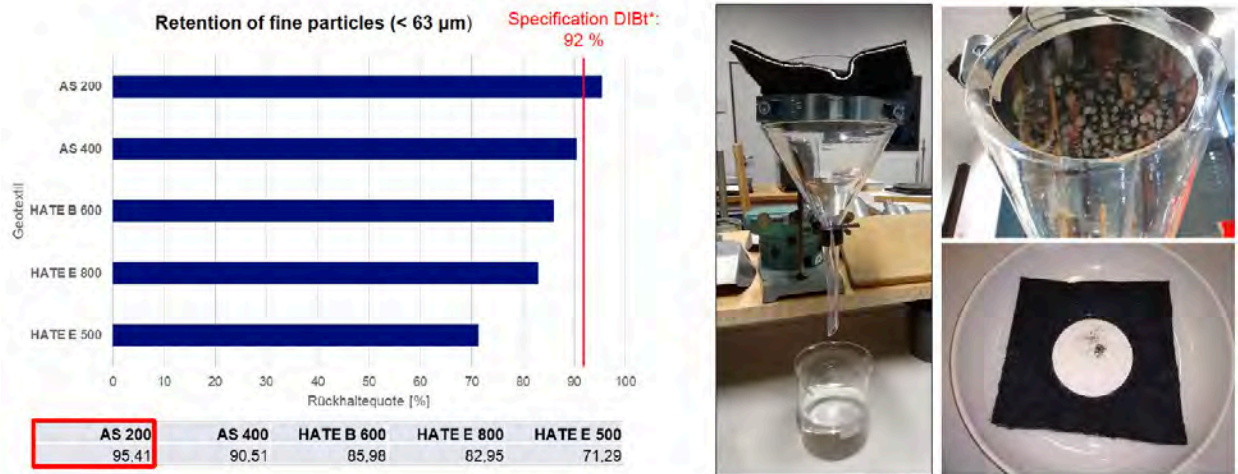 Retention of fine particles (< 63 µm)
Specification DIBt*:
92 %
Geotextil
AS 200
AS 400
HATE B 600
HATE E 800
HATE E 500
0 10 20 30 40 50 60 70 80 90 100
Rückhaltequote [%]
AS 200 AS 400 HATE B 600 HATE E 800 HATE E 500
95,41 90,51 85,98 82,95 71,29